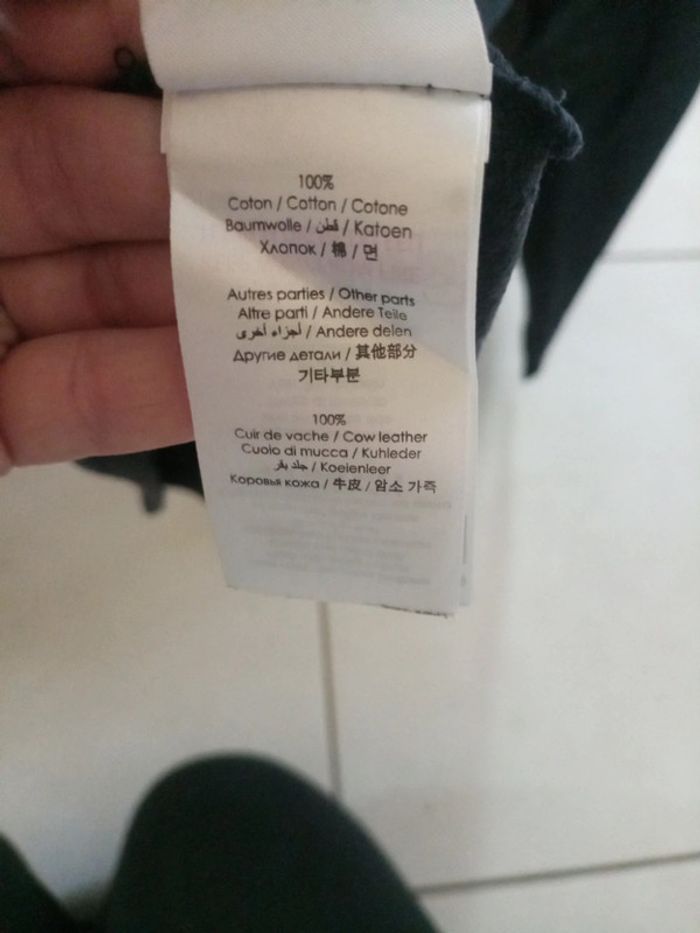 100%
Coton / Cotton / Cotone
Baumwolle / قطن / Katoen
Хлопок / 棉 / 면
Autres parties / Other parts
Altre parti / Andere Teile
أجزاء أخرى / Andere delen
Другие детали / 其他部分
기타부분
100%
Cuir de vache / Cow leather
Cuoio di mucca / Kuhleder
جلد بقر / Koeienleer
Коровья кожа / 牛皮 / 암소 가죽